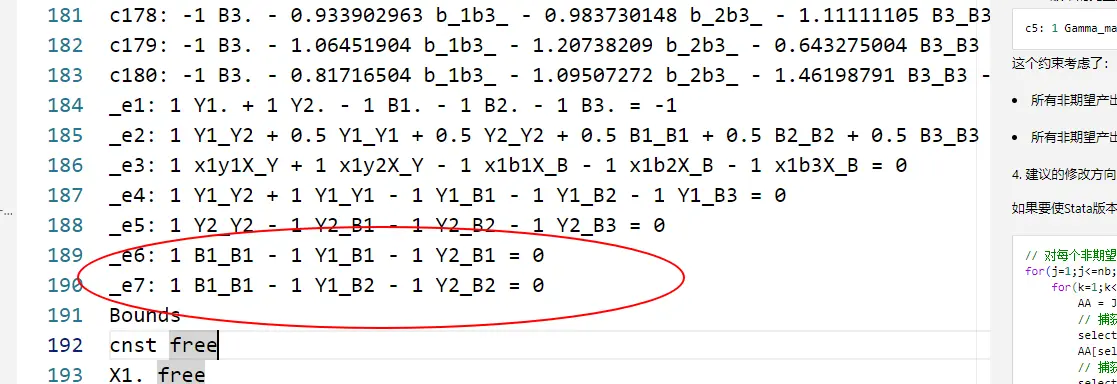 181 c178: -1 B3. - 0.933902963 b_1b3_ - 0.983730148 b_2b3_ - 1.11111105 B3_B3
182 c179: -1 B3. - 1.06451904 b_1b3_ - 1.20738209 b_2b3_ - 0.643275004 B3_B3
183 c180: -1 B3. - 0.81716504 b_1b3_ - 1.09507272 b_2b3_ - 1.46198791 B3_B3 -
184 _e1: 1 Y1. + 1 Y2. - 1 B1. - 1 B2. - 1 B3. = -1
185 _e2: 1 Y1_Y2 + 0.5 Y1_Y1 + 0.5 Y2_Y2 + 0.5 B1_B1 + 0.5 B2_B2 + 0.5 B3_B3
186 _e3: 1 x1y1X_Y + 1 x1y2X_Y - 1 x1b1X_B - 1 x1b2X_B - 1 x1b3X_B = 0
187 _e4: 1 Y1_Y2 + 1 Y1_Y1 - 1 Y1_B1 - 1 Y1_B2 - 1 Y1_B3 = 0
188 _e5: 1 Y2_Y2 - 1 Y2_B1 - 1 Y2_B2 - 1 Y2_B3 = 0
189 _e6: 1 B1_B1 - 1 Y1_B1 - 1 Y2_B1 = 0
190 _e7: 1 B1_B1 - 1 Y1_B2 - 1 Y2_B2 = 0
191 Bounds
192 cnst free
193 X1. free
c5: 1 Gamma_ma
这个约束考虑了：
• 所有非期望产出
• 所有非期望产出
4. 建议的修改方向
如果要使Stata版本
// 对每个非期望
for(j=1;j<=nb;
for(k=1;k<
AA = J
// 捕获
select
AA[sel
// 捕获
select